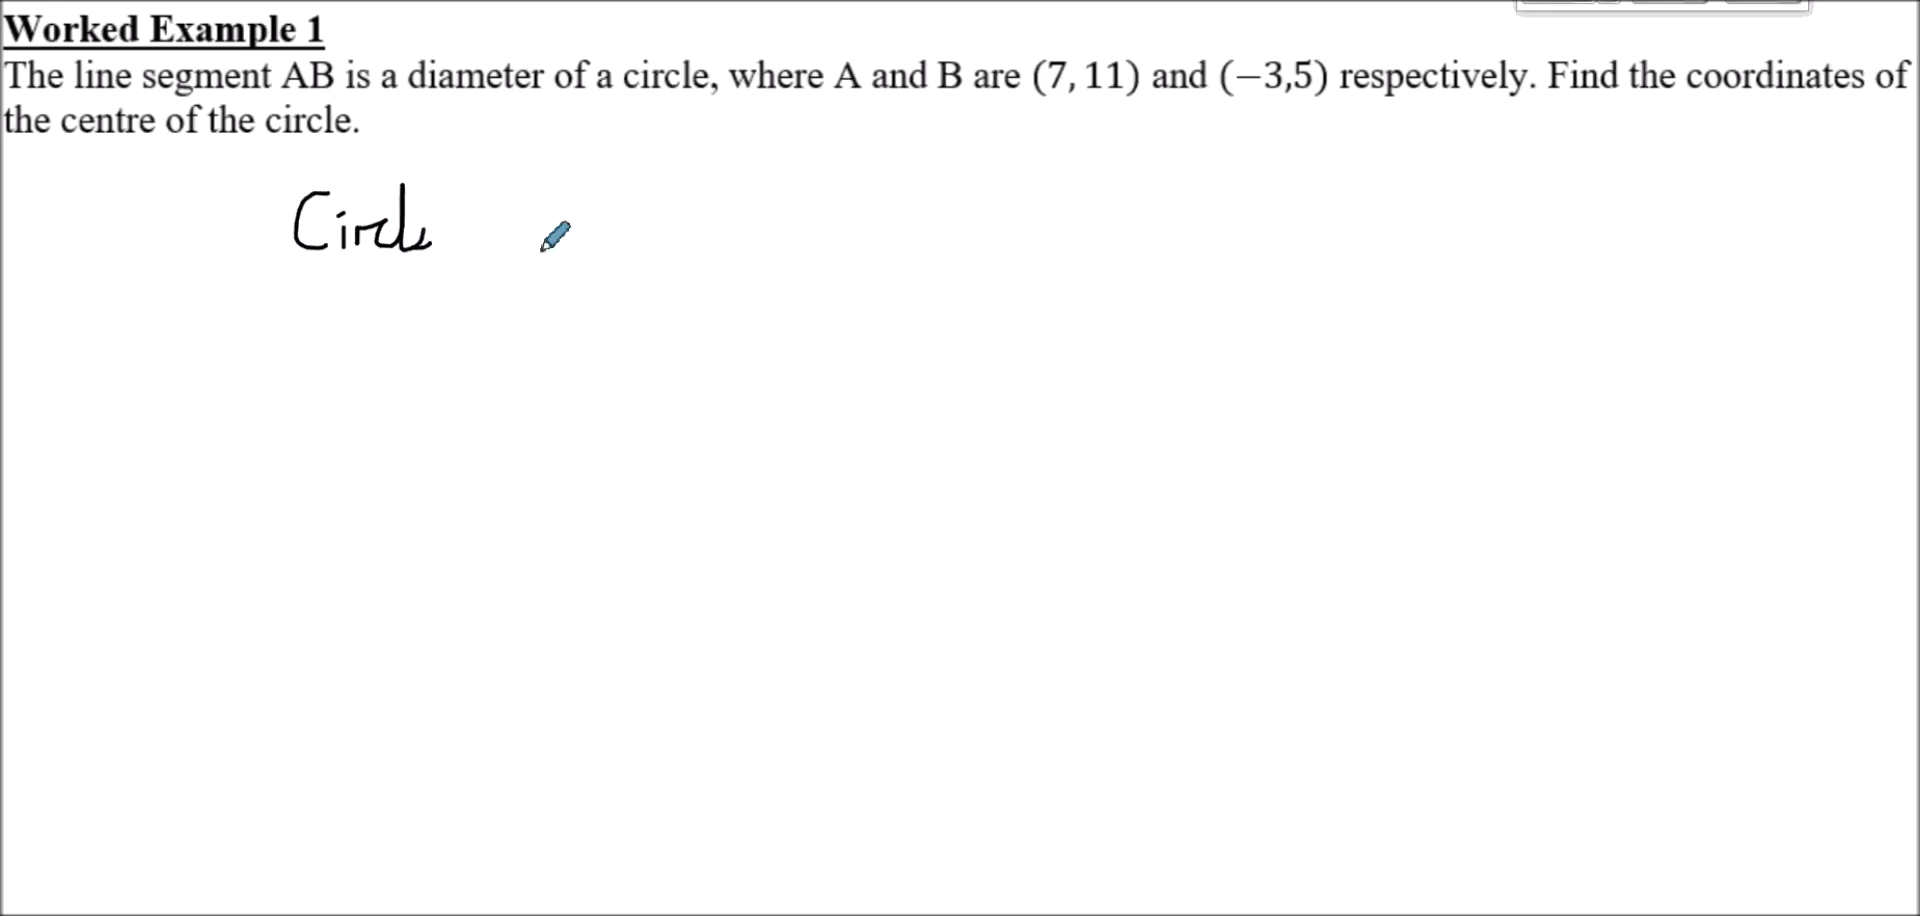 Worked Example 1
The line segment AB is a diameter of a circle, where A and B are (7, 11) and (−3,5) respectively. Find the coordinates of
the centre of the circle.
Circle